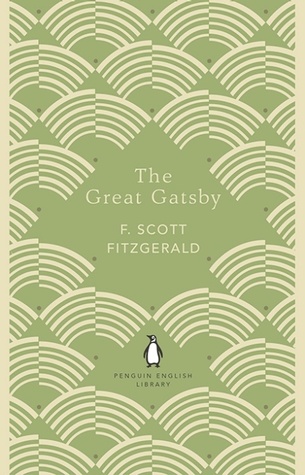 The
Great Gatsby
F. SCOTT
FITZGERALD
PENGUIN ENGLISH
LIBRARY